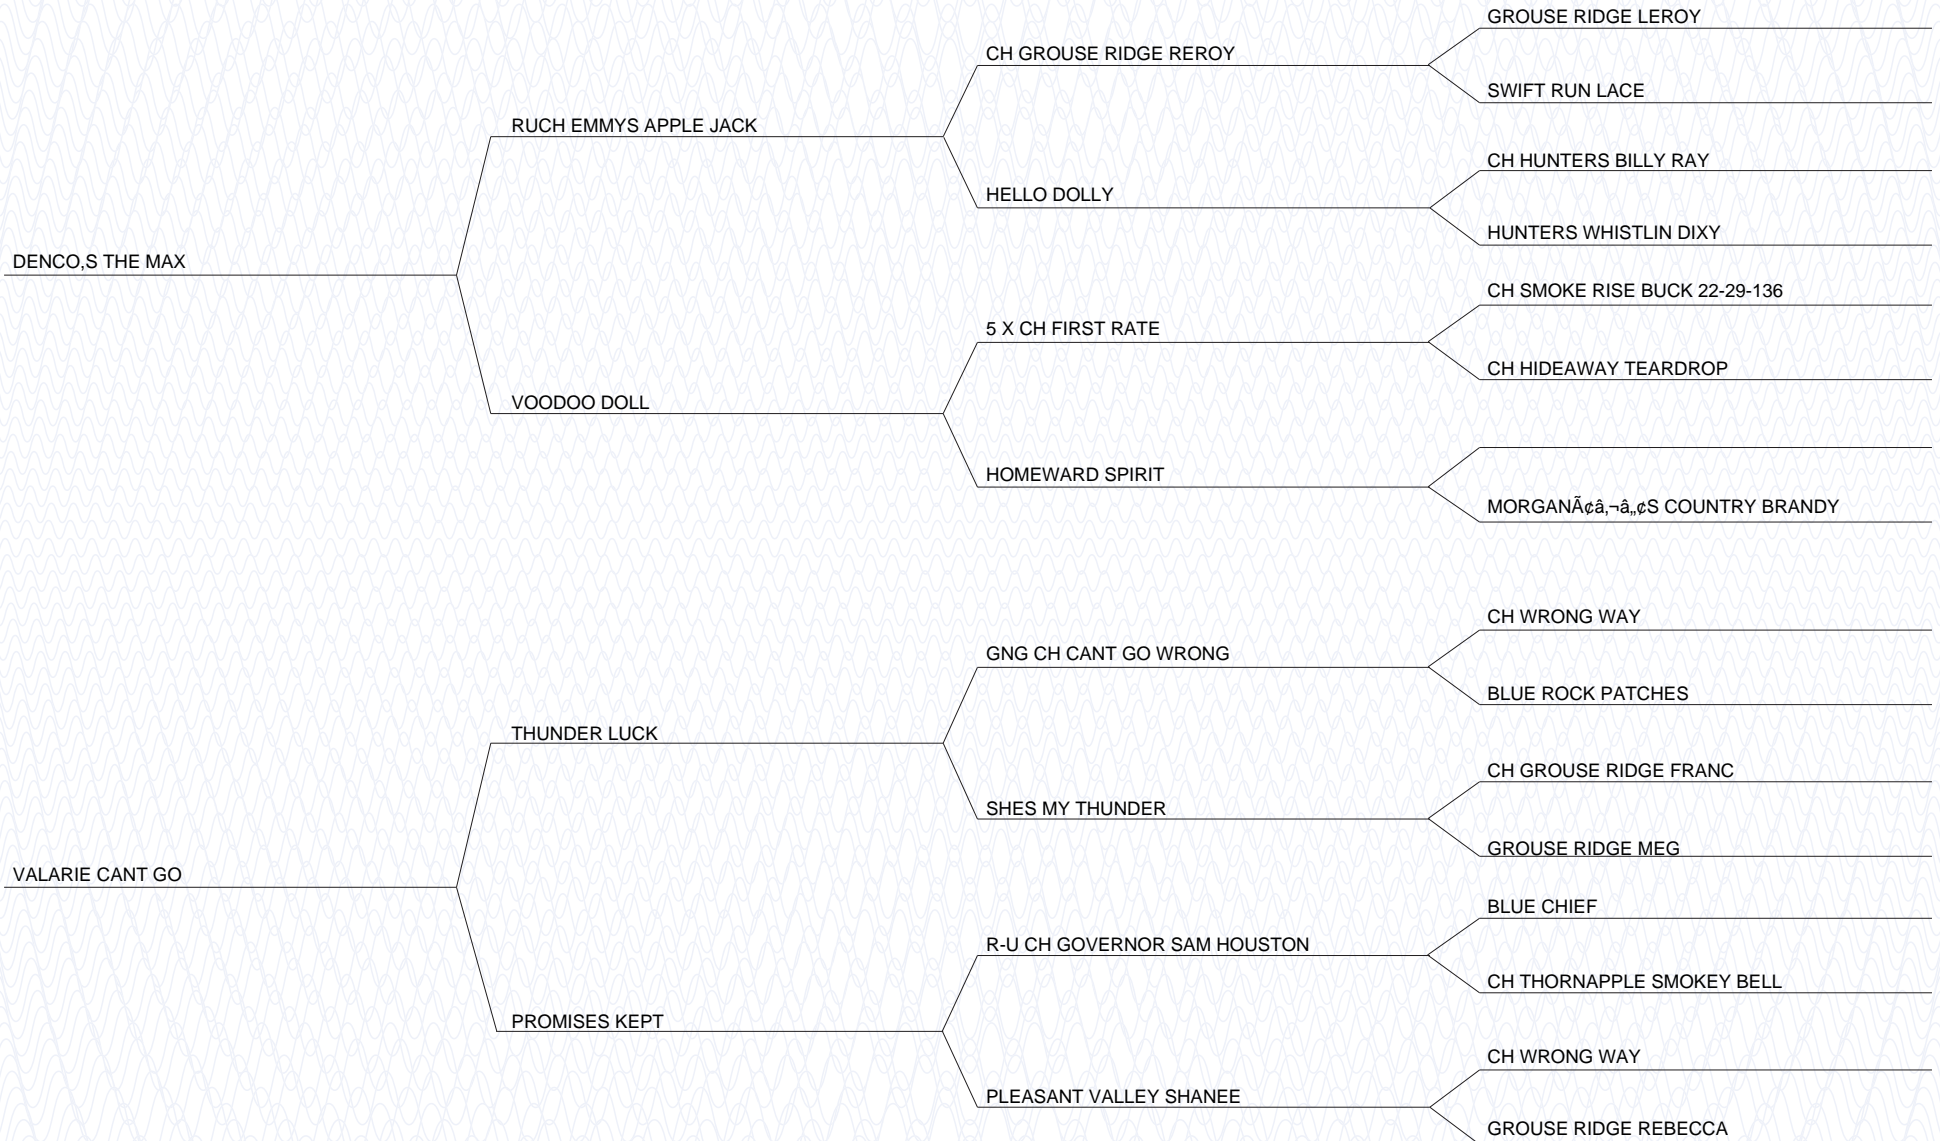 GROUSE RIDGE LEROY
CH GROUSE RIDGE REROY
SWIFT RUN LACE
RUCH EMMYS APPLE JACK
CH HUNTERS BILLY RAY
HELLO DOLLY
HUNTERS WHISTLIN DIXY
DENCO,S THE MAX
CH SMOKE RISE BUCK 22-29-136
5 X CH FIRST RATE
CH HIDEAWAY TEARDROP
VOODOO DOLL
HOMEWARD SPIRIT
MORGANÃ¢â‚¬â„¢S COUNTRY BRANDY
CH WRONG WAY
GNG CH CANT GO WRONG
BLUE ROCK PATCHES
THUNDER LUCK
CH GROUSE RIDGE FRANC
SHES MY THUNDER
GROUSE RIDGE MEG
VALARIE CANT GO
BLUE CHIEF
R-U CH GOVERNOR SAM HOUSTON
CH THORNAPPLE SMOKEY BELL
PROMISES KEPT
CH WRONG WAY
PLEASANT VALLEY SHANEE
GROUSE RIDGE REBECCA